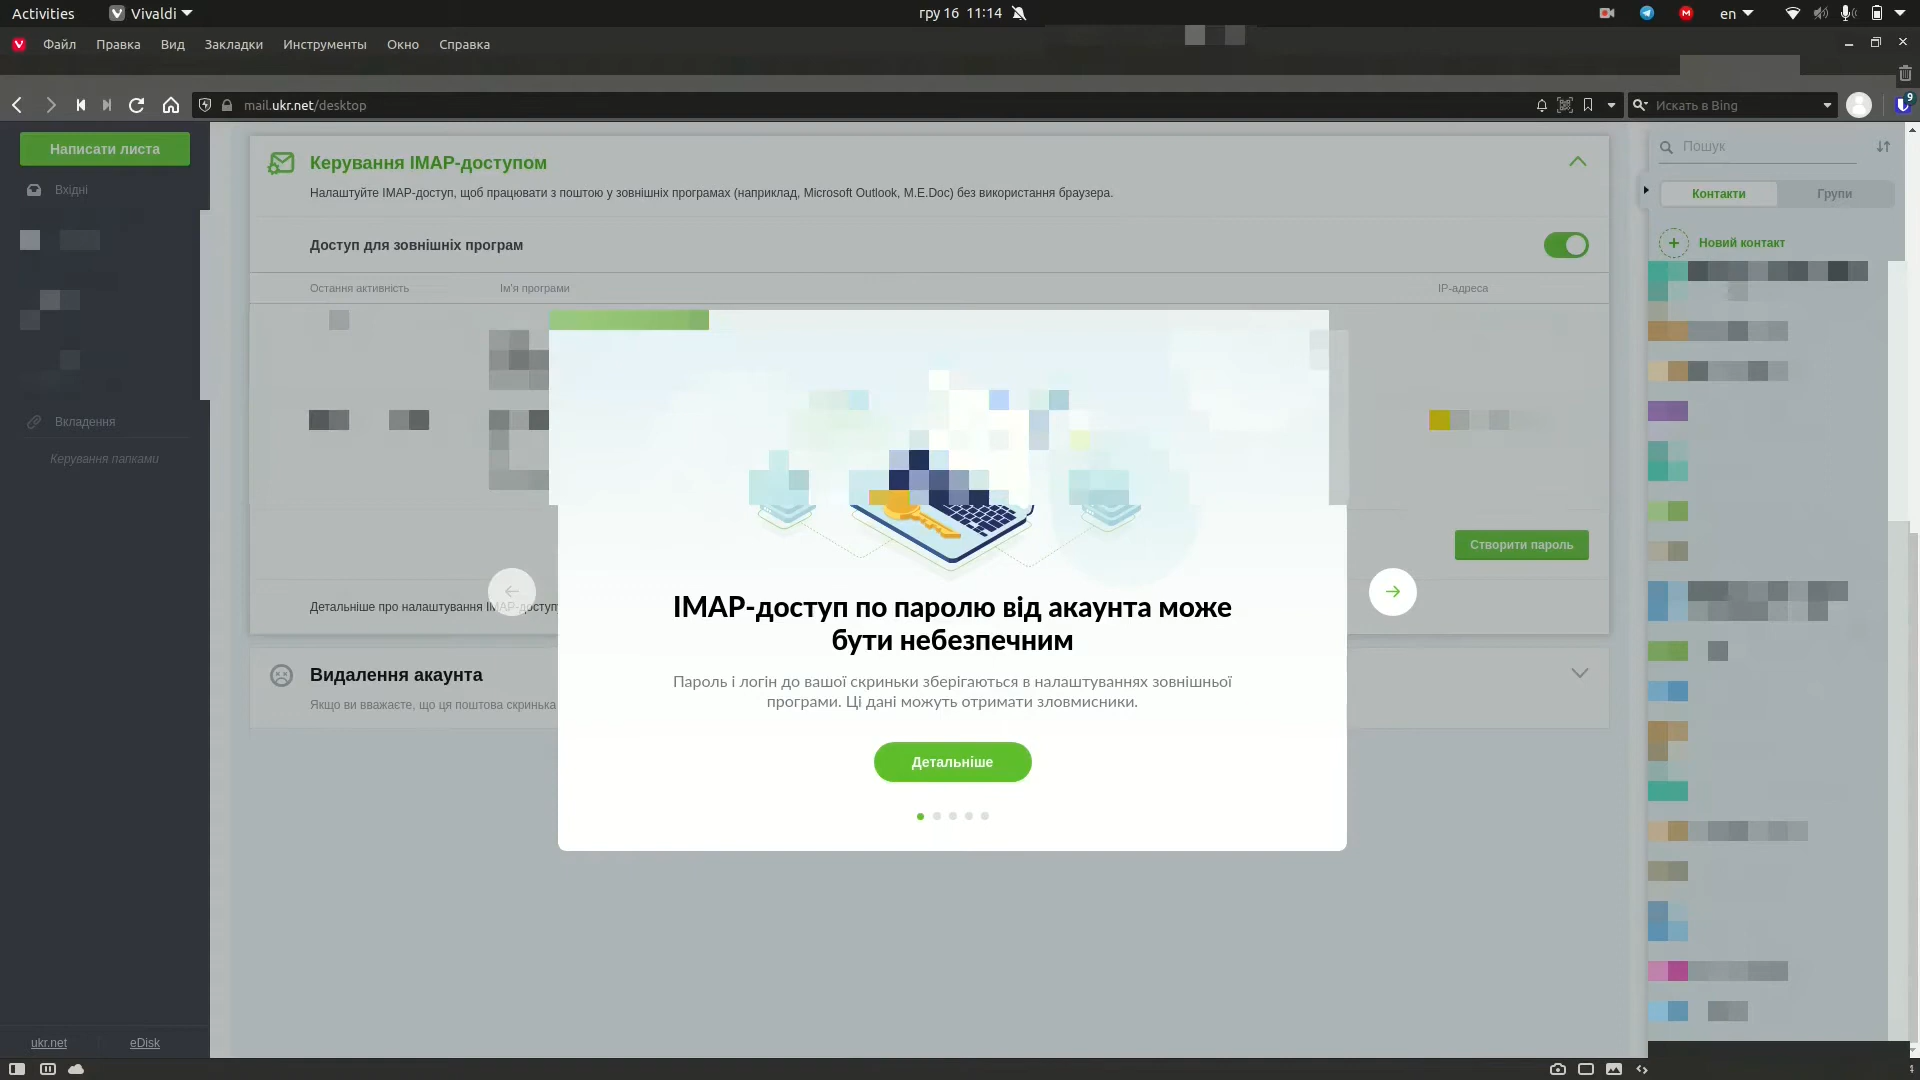 Activities
Vivaldi
гру 16 11:14
en
Файл
Правка
Вид
Закладки
Инструменты
Окно
Справка
mail.ukr.net/desktop
Искать в Bing
9
Написати листа
Вхідні
Вкладення
Керування папками
ukr.net
eDisk
Керування IMAP-доступом
Налаштуйте IMAP-доступ, щоб працювати з поштою у зовнішніх програмах (наприклад, Microsoft Outlook, M.E.Doc) без використання браузера.
Доступ для зовнішніх програм
Остання активність
Ім'я програми
IP-адреса
Створити пароль
Детальніше про налаштування IMAP-доступ
IMAP-доступ по паролю від акаунта може
бути небезпечним
Пароль і логін до вашої скриньки зберігаються в налаштуваннях зовнішньої
програми. Ці дані можуть отримати зловмисники.
Детальніше
Видалення акаунта
Якщо ви вважаєте, що ця поштова скринька
Пошук
Контакти
Групи
Новий контакт